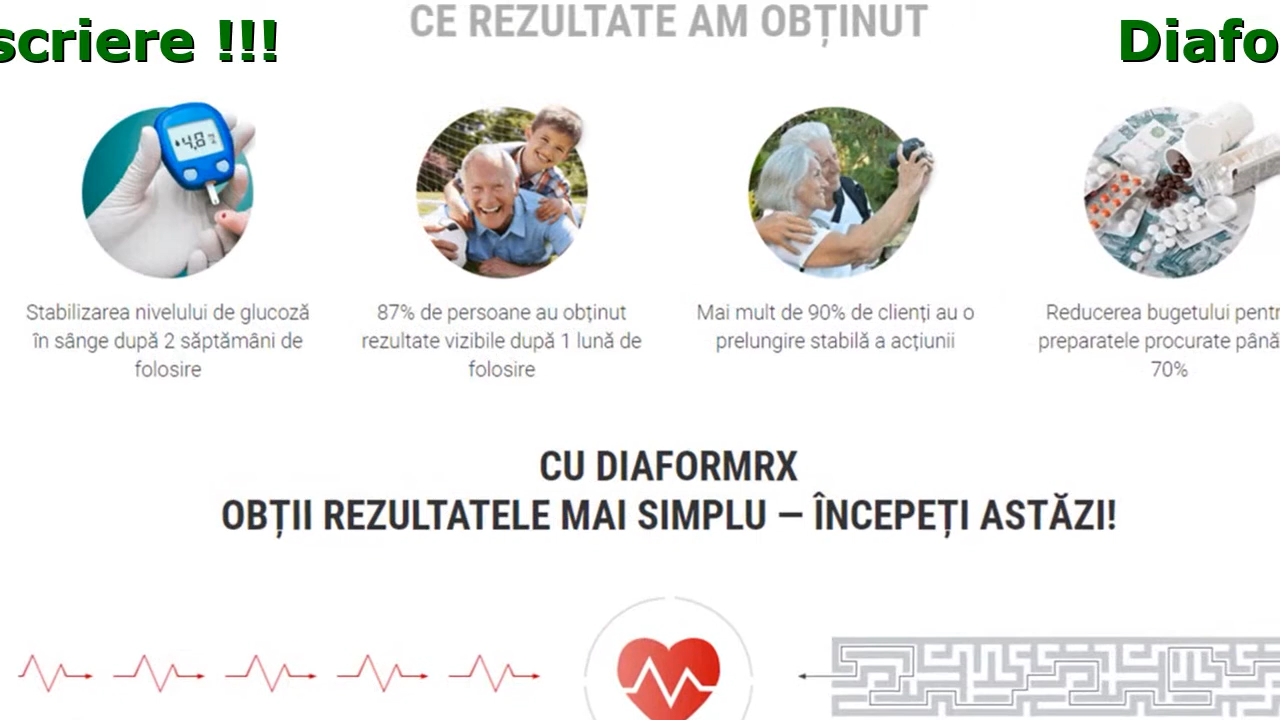 CE REZULTATE AM OBȚINUT
scriere !!!
Diafo
4,8
Stabilizarea nivelului de glucoză
în sânge după 2 săptămâni de
folosire
87% de persoane au obținut
rezultate vizibile după 1 lună de
folosire
Mai mult de 90% de clienți au o
prelungire stabilă a acțiunii
Reducerea bugetului pentr
preparatele procurate până
70%
CU DIAFORMRX
OBȚII REZULTATELE MAI SIMPLU — ÎNCEPEȚI ASTĂZI!